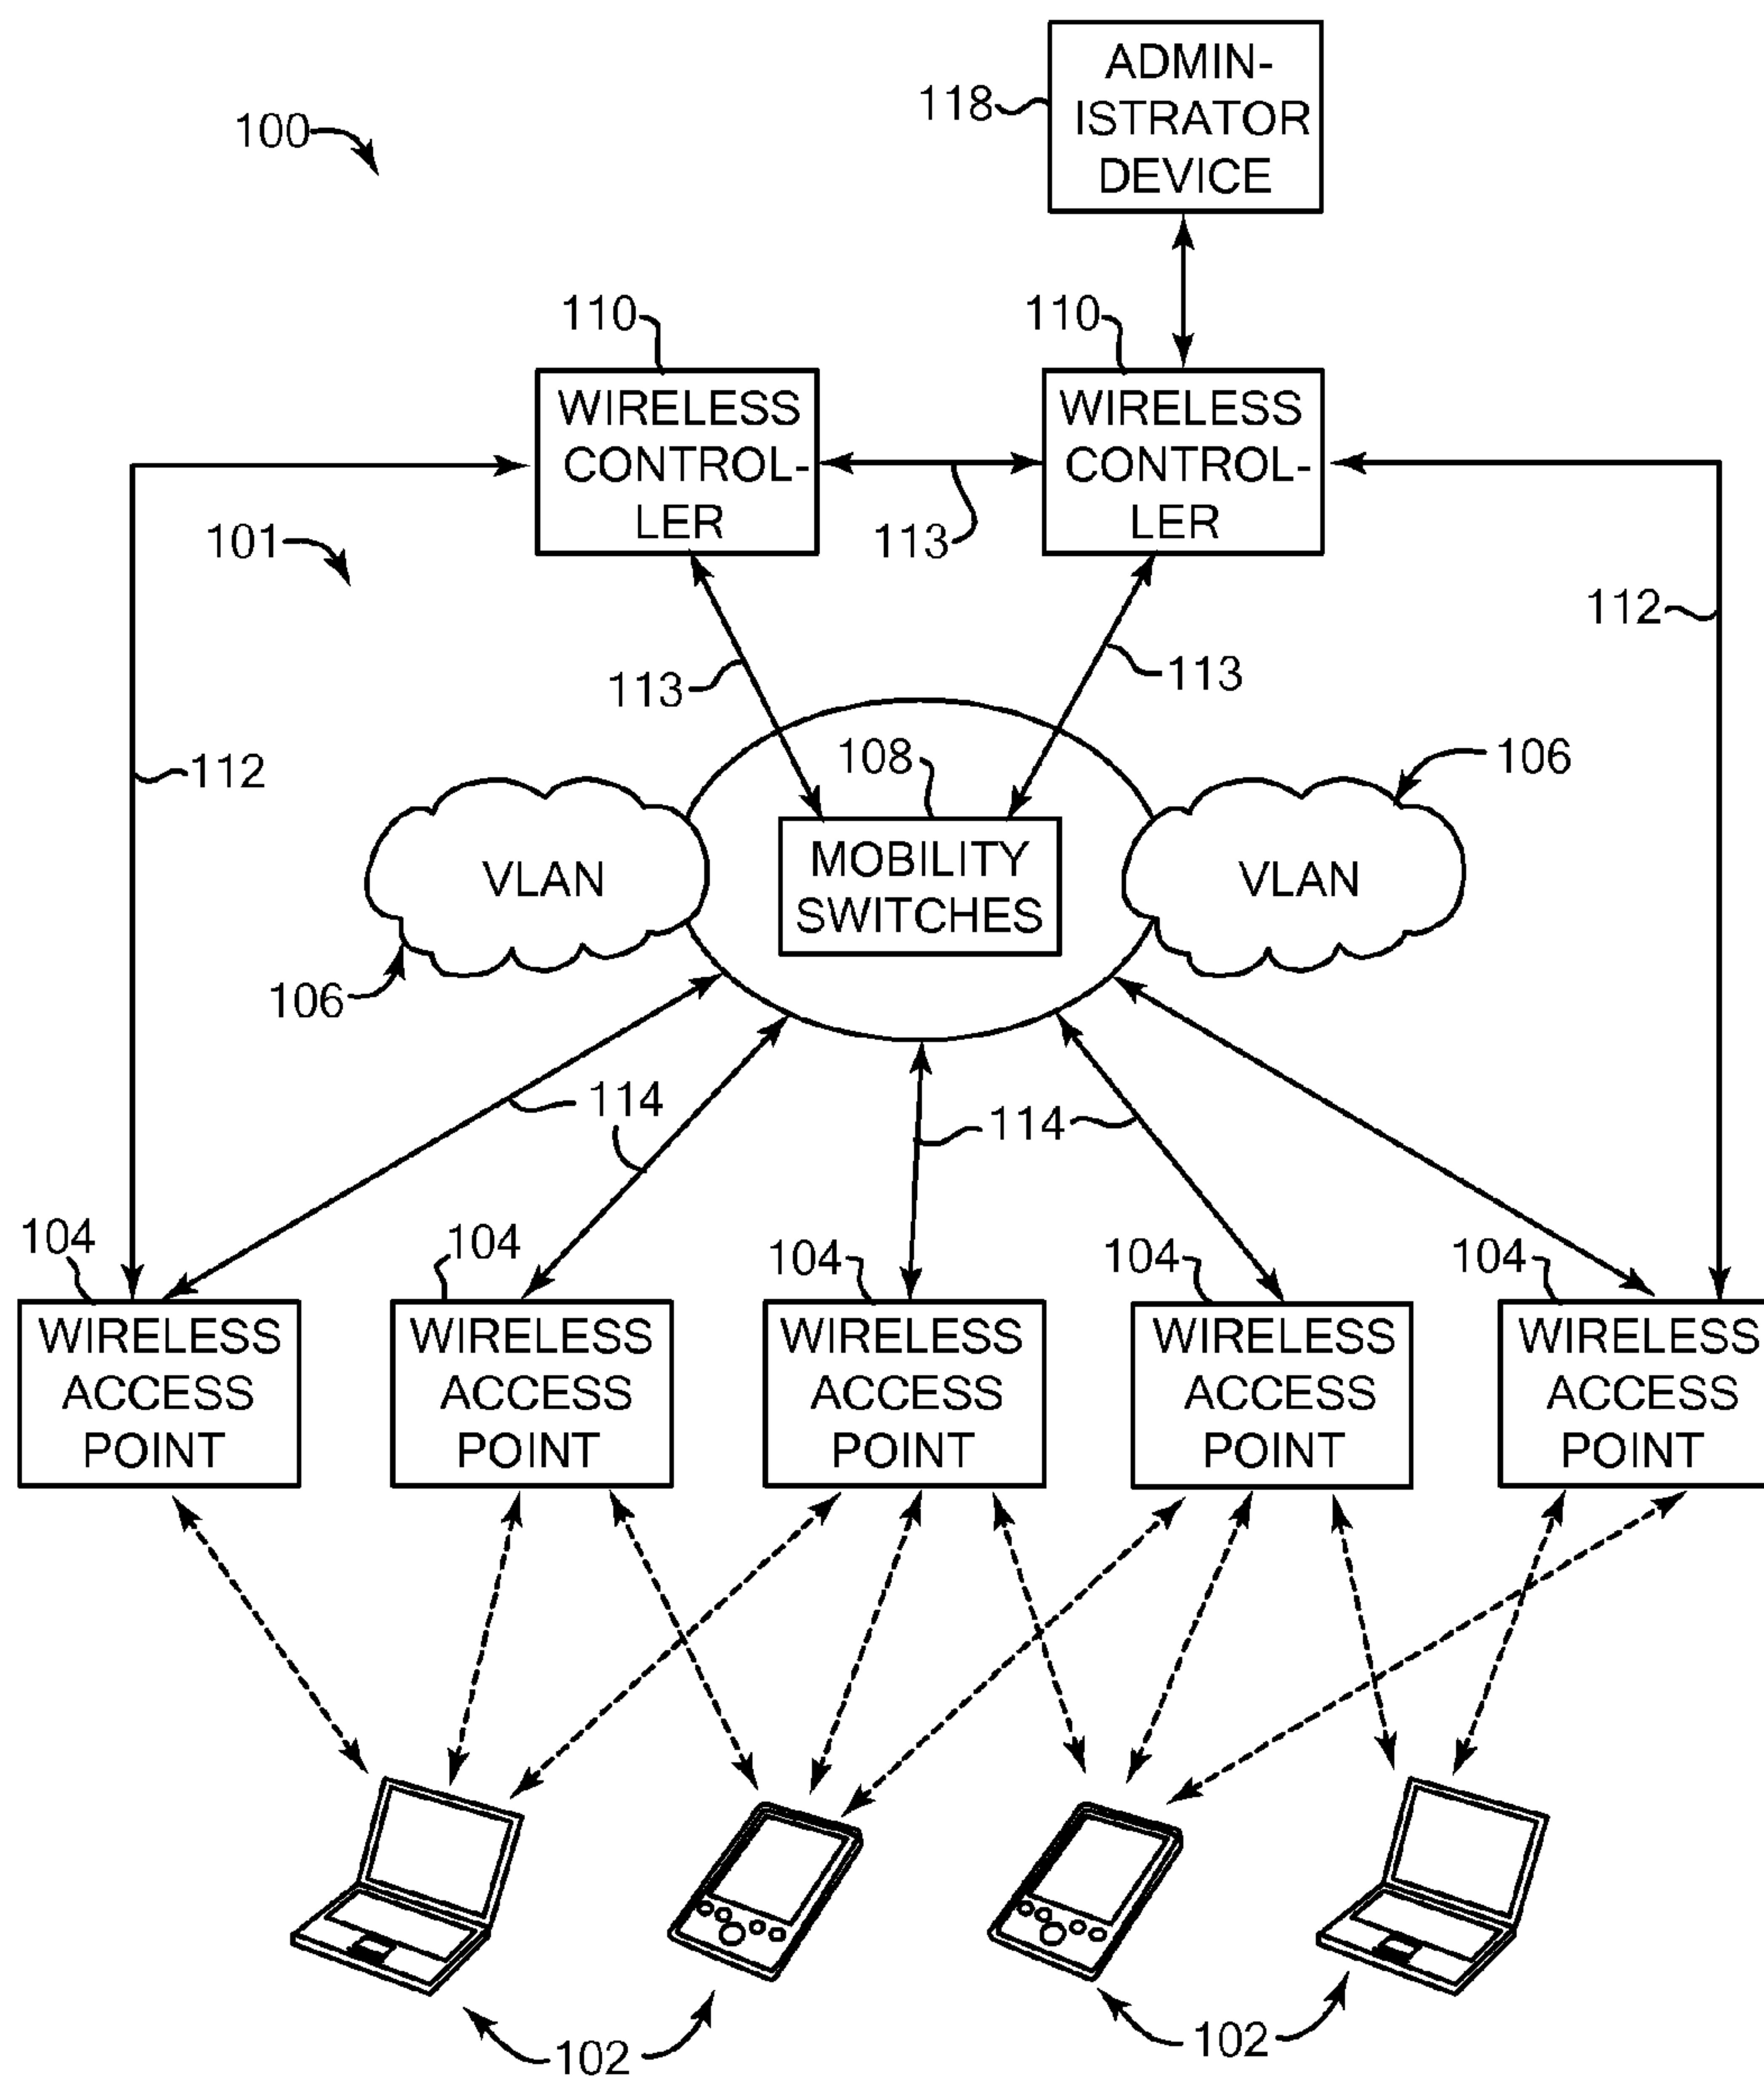 ADMIN-
ISTRATOR
DEVICE
118
100
110
110
WIRELESS
CONTROL-
LER
WIRELESS
CONTROL-
LER
113
101
112
113
113
112
108
106
VLAN
MOBILITY
SWITCHES
VLAN
106
114
114
104
104
104
104
104
WIRELESS
ACCESS
POINT
WIRELESS
ACCESS
POINT
WIRELESS
ACCESS
POINT
WIRELESS
ACCESS
POINT
WIRELESS
ACCESS
POINT
102
102